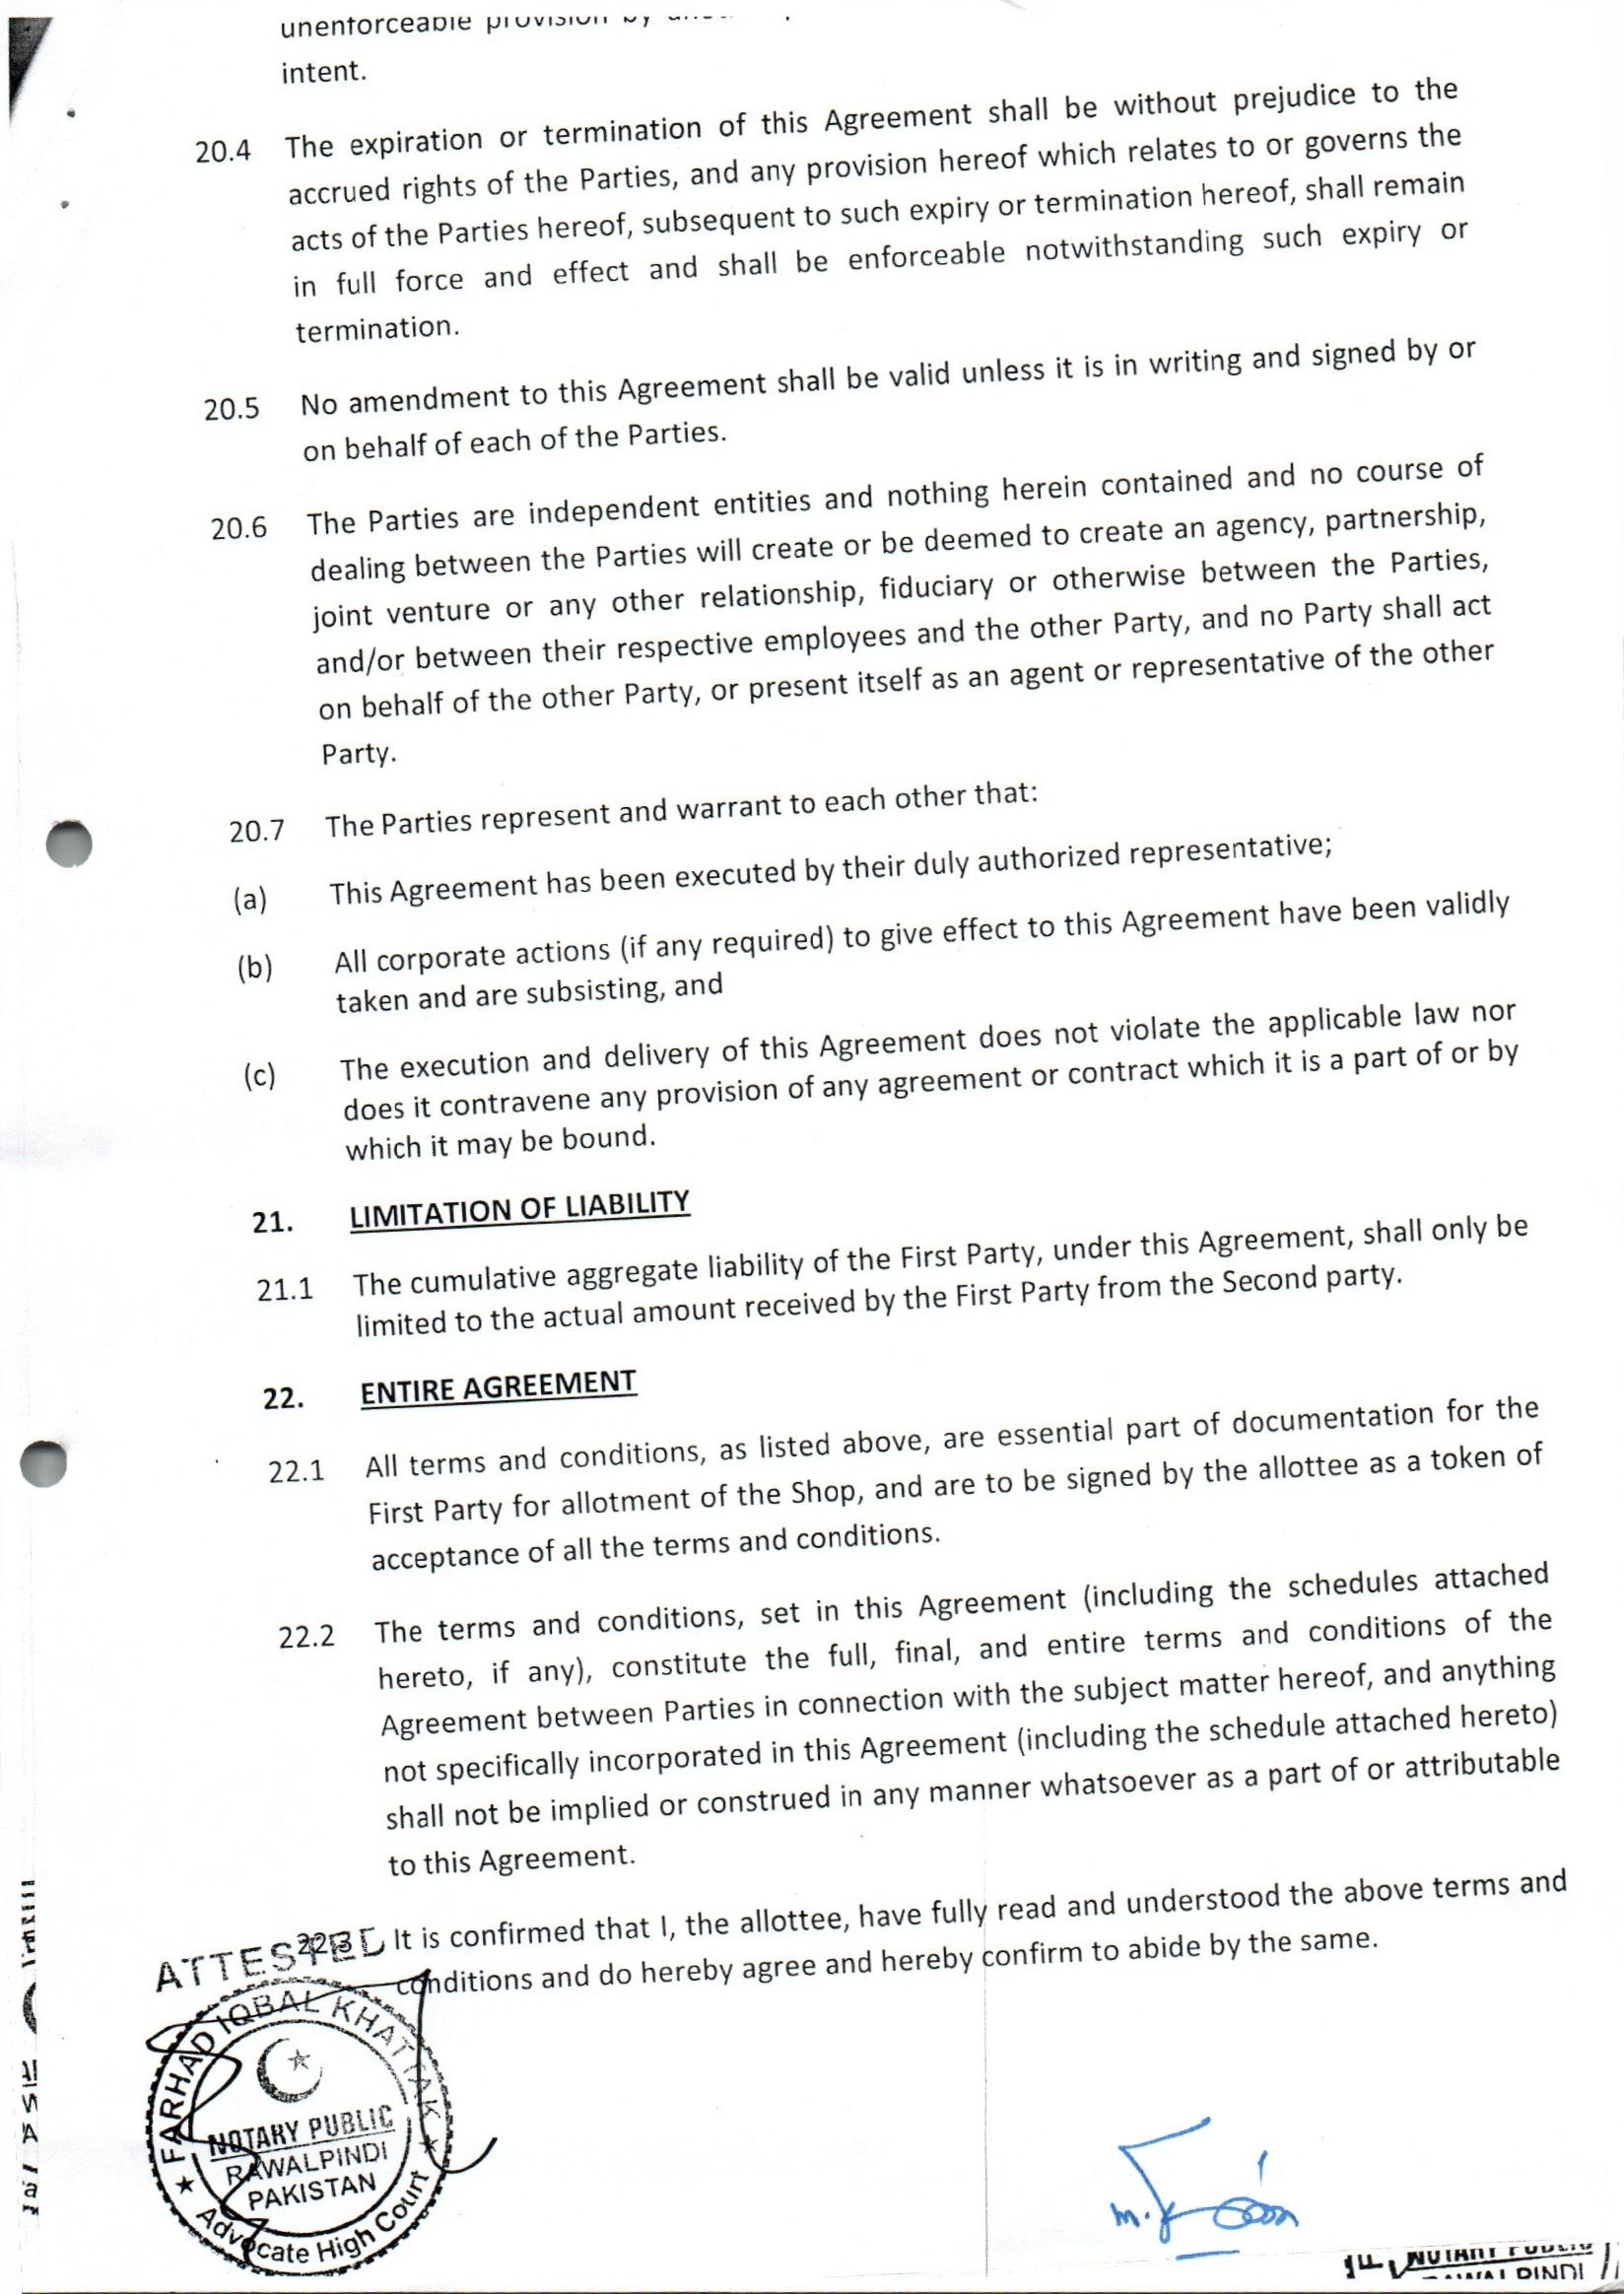 unenforceable provision by
intent.
20.4 The expiration or termination of this Agreement shall be without prejudice to the
accrued rights of the Parties, and any provision hereof which relates to or governs the
acts of the Parties hereof, subsequent to such expiry or termination hereof, shall remain
in full force and effect and shall be enforceable notwithstanding such expiry or
termination.
20.5 No amendment to this Agreement shall be valid unless it is in writing and signed by or
on behalf of each of the Parties.
20.6 The Parties are independent entities and nothing herein contained and no course of
dealing between the Parties will create or be deemed to create an agency, partnership,
joint venture or any other relationship, fiduciary or otherwise between the Parties,
and/or between their respective employees and the other Party, and no Party shall act
on behalf of the other Party, or present itself as an agent or representative of the other
Party.
20.7 The Parties represent and warrant to each other that:
(a) This Agreement has been executed by their duly authorized representative;
(b) All corporate actions (if any required) to give effect to this Agreement have been validly
taken and are subsisting, and
(c) The execution and delivery of this Agreement does not violate the applicable law nor
does it contravene any provision of any agreement or contract which it is a part of or by
which it may be bound.
21. LIMITATION OF LIABILITY
21.1 The cumulative aggregate liability of the First Party, under this Agreement, shall only be
limited to the actual amount received by the First Party from the Second party.
22. ENTIRE AGREEMENT
22.1 All terms and conditions, as listed above, are essential part of documentation for the
First Party for allotment of the Shop, and are to be signed by the allottee as a token of
acceptance of all the terms and conditions.
22.2 The terms and conditions, set in this Agreement (including the schedules attached
hereto, if any), constitute the full, final, and entire terms and conditions of the
Agreement between Parties in connection with the subject matter hereof, and anything
not specifically incorporated in this Agreement (including the schedule attached hereto)
shall not be implied or construed in any manner whatsoever as a part of or attributable
to this Agreement.
22.3 It is confirmed that I, the allottee, have fully read and understood the above terms and
conditions and do hereby agree and hereby confirm to abide by the same.
ATTESTED
FARHAD IQBAL KHATTAK
NOTARY PUBLIC
RAWALPINDI
PAKISTAN
Advocate High Court
NOTARY PUBLIC